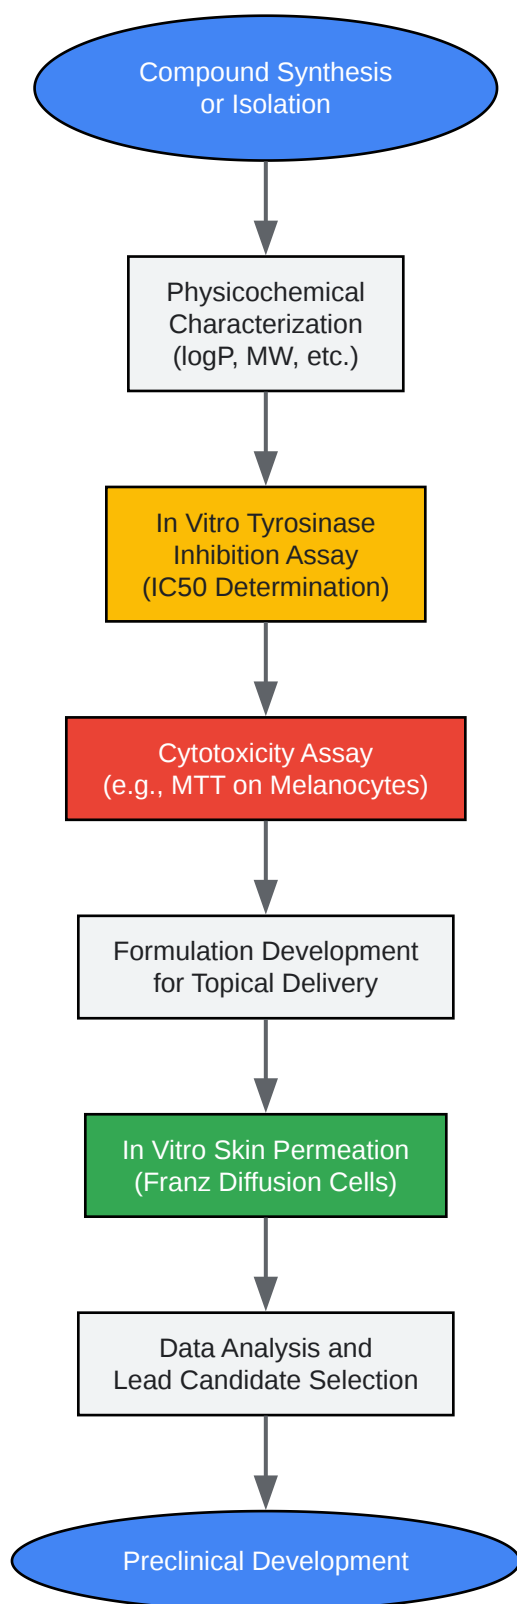 Compound Synthesis
or Isolation
Physicochemical
Characterization
(logP, MW, etc.)
In Vitro Tyrosinase
Inhibition Assay
(IC50 Determination)
Cytotoxicity Assay
(e.g., MTT on Melanocytes)
Formulation Development
for Topical Delivery
In Vitro Skin Permeation
(Franz Diffusion Cells)
Data Analysis and
Lead Candidate Selection
Preclinical Development